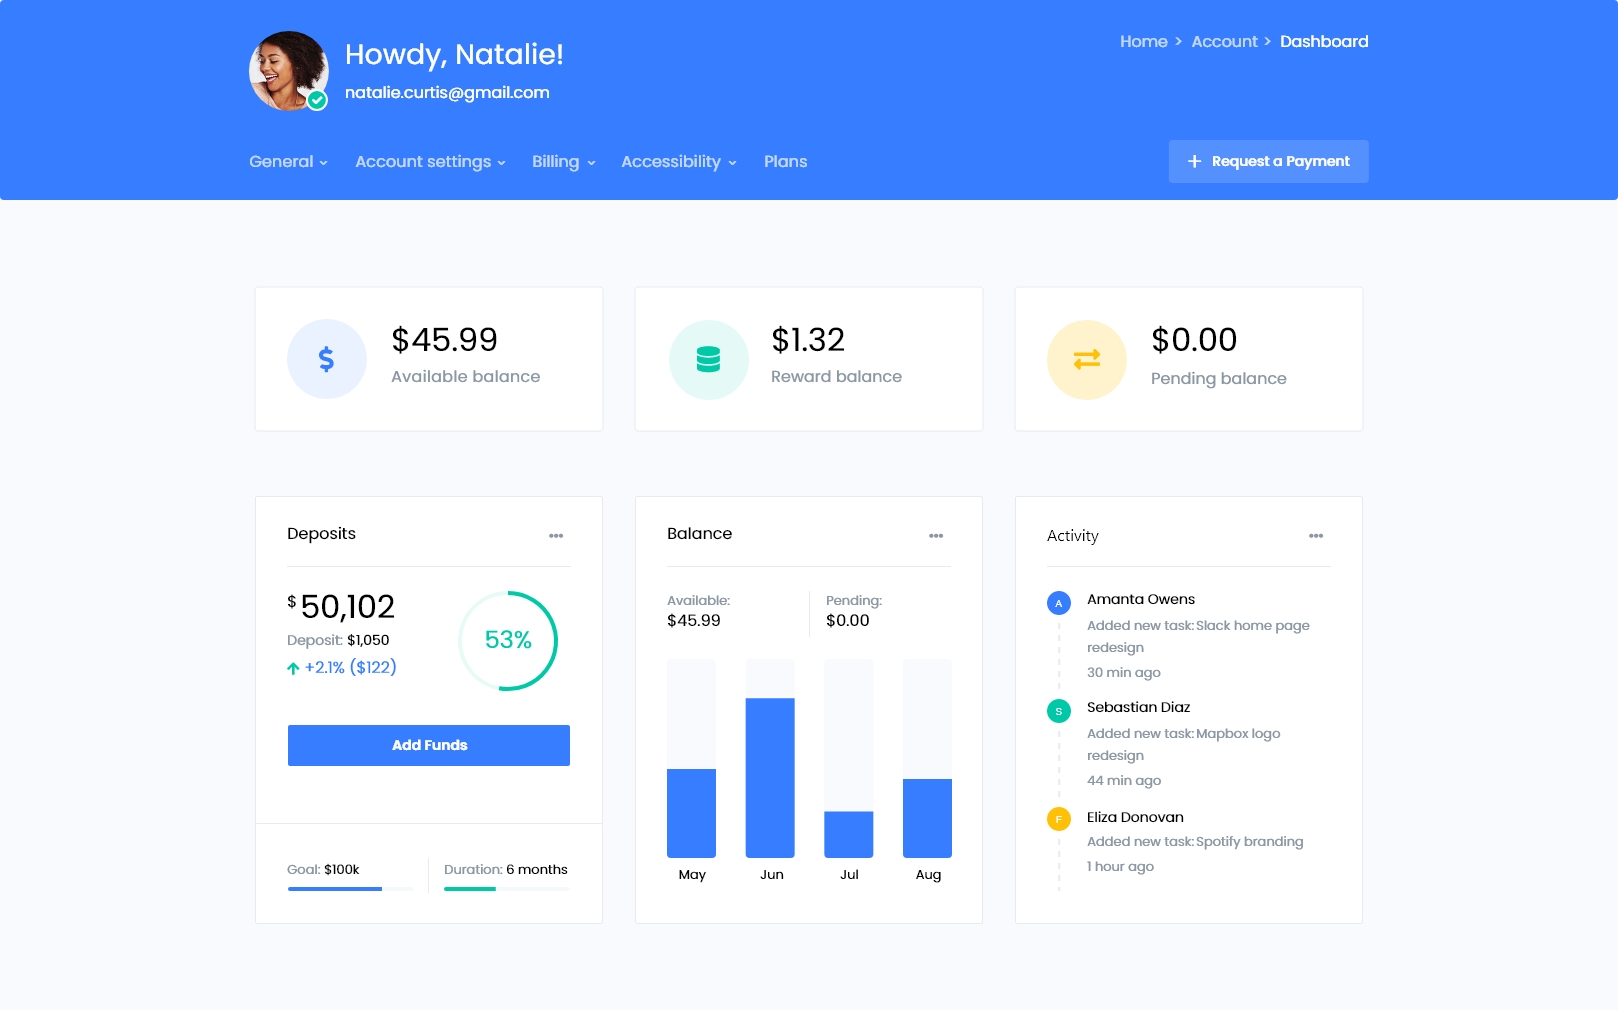 Howdy, Natalie!
natalie.curtis@gmail.com
Home > Account > Dashboard
General
Account settings
Billing
Accessibility
Plans
+ Request a Payment
$
$45.99
Available balance
$1.32
Reward balance
$0.00
Pending balance
Deposits
$50,102
Deposit: $1,050
+2.1% ($122)
53%
Add Funds
Goal: $100k
Duration: 6 months
Balance
Available:
$45.99
Pending:
$0.00
May
Jun
Jul
Aug
Activity
A
Amanta Owens
Added new task: Slack home page
redesign
30 min ago
S
Sebastian Diaz
Added new task: Mapbox logo
redesign
44 min ago
F
Eliza Donovan
Added new task: Spotify branding
1 hour ago